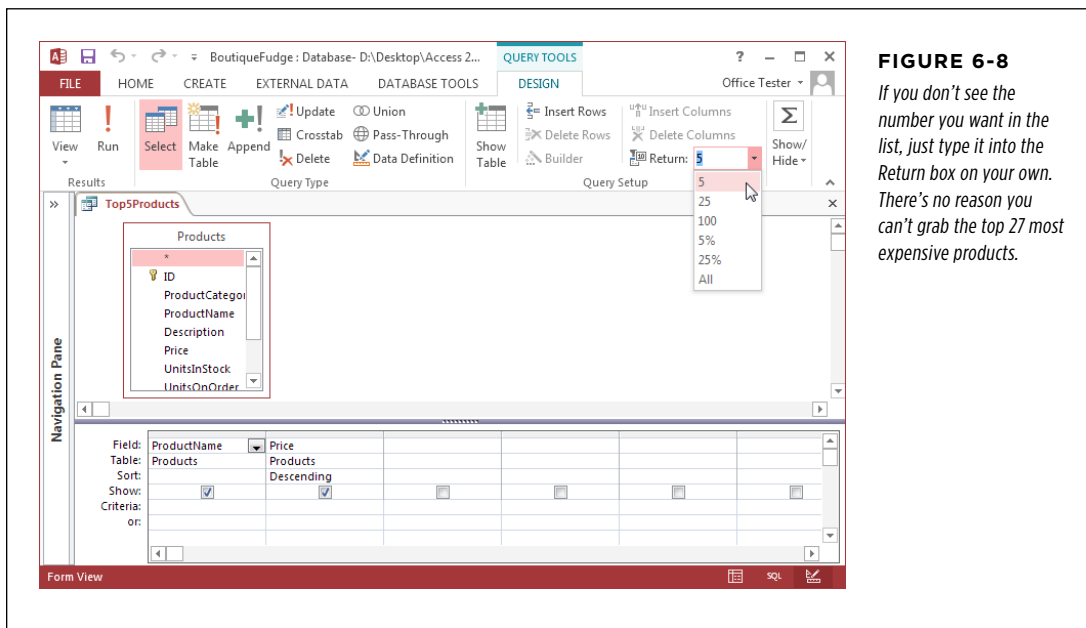 BoutiqueFudge : Database- D:\Desktop\Access 2...
QUERY TOOLS
?
FILE
HOME
CREATE
EXTERNAL DATA
DATABASE TOOLS
DESIGN
Office Tester
View
Run
Select
Make
Table
Append
Update
Crosstab
Delete
Union
Pass-Through
Data Definition
Show
Table
Insert Rows
Delete Rows
Builder
Insert Columns
Delete Columns
Return: 5
Show/
Hide
Results
Query Type
Query Setup
5
25
100
5%
25%
All
Top5Products
Navigation Pane
Products
*
ID
ProductCategor
ProductName
Description
Price
UnitsInStock
UnitsOnOrder
Field: ProductName Price
Table: Products Products
Sort: Descending
Show:
Criteria:
or:
Form View
SQL
FIGURE 6-8
If you don't see the
number you want in the
list, just type it into the
Return box on your own.
There's no reason you
can't grab the top 27 most
expensive products.